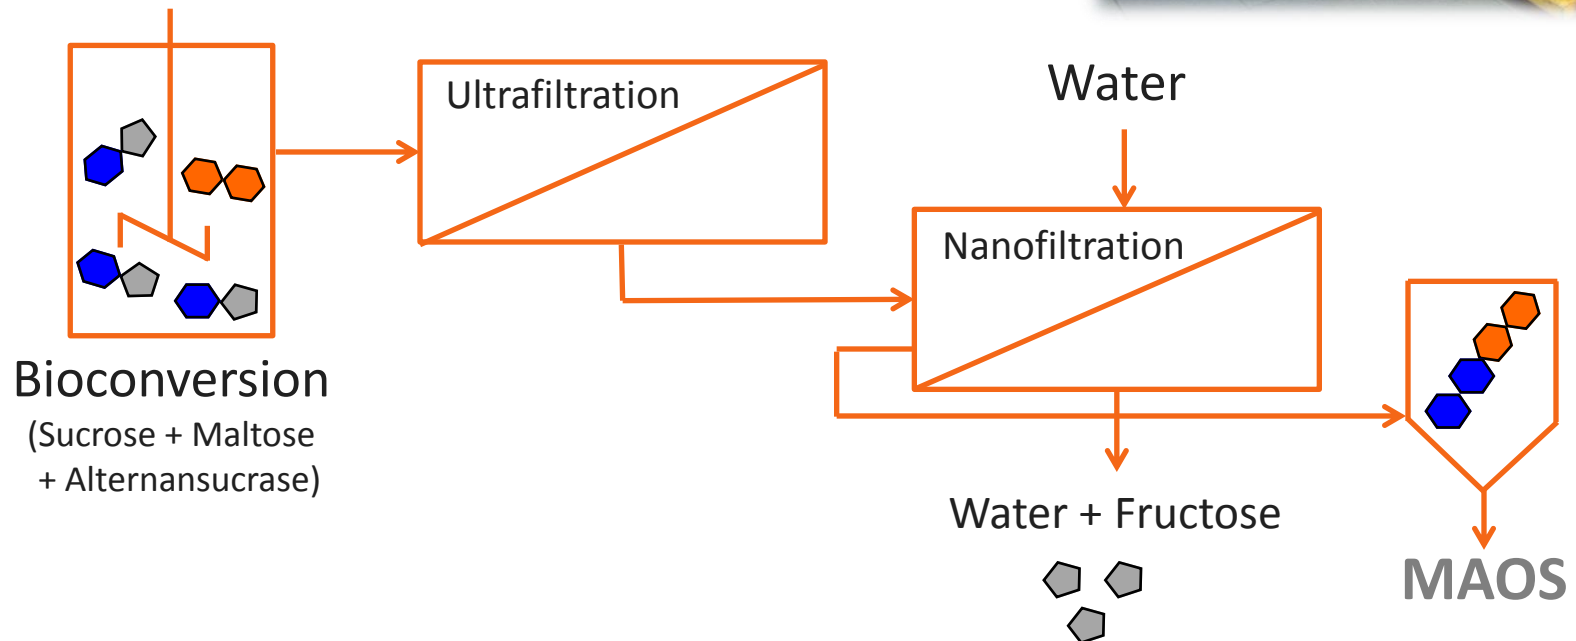 Ultrafiltration
Water
Nanofiltration
Bioconversion
(Sucrose + Maltose
+ Alternansucrase)
Water + Fructose
MAOS